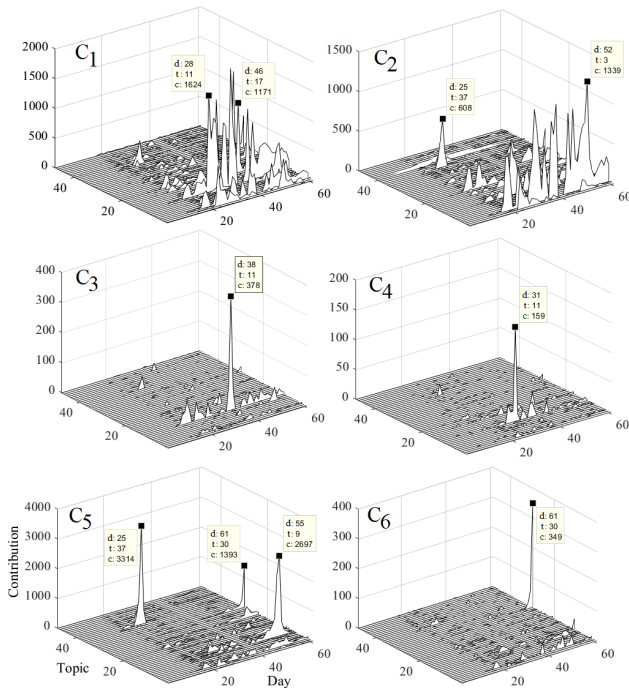 C1
2000
1500
1000
500
0
40
20
20
40
60
d: 28
t: 11
c: 1624
d: 46
t: 17
c: 1171
C2
1500
1000
500
0
40
20
20
40
60
d: 25
t: 37
c: 608
d: 52
t: 3
c: 1339
C3
400
300
200
100
0
40
20
20
40
60
d: 38
t: 11
c: 378
C4
200
150
100
50
0
40
20
20
40
60
d: 31
t: 11
c: 159
C5
Contribution
4000
3000
2000
1000
0
40
20
20
40
60
Topic
Day
d: 25
t: 37
c: 3314
d: 61
t: 30
c: 1393
d: 55
t: 9
c: 2697
C6
400
300
200
100
0
40
20
20
40
60
d: 61
t: 30
c: 349